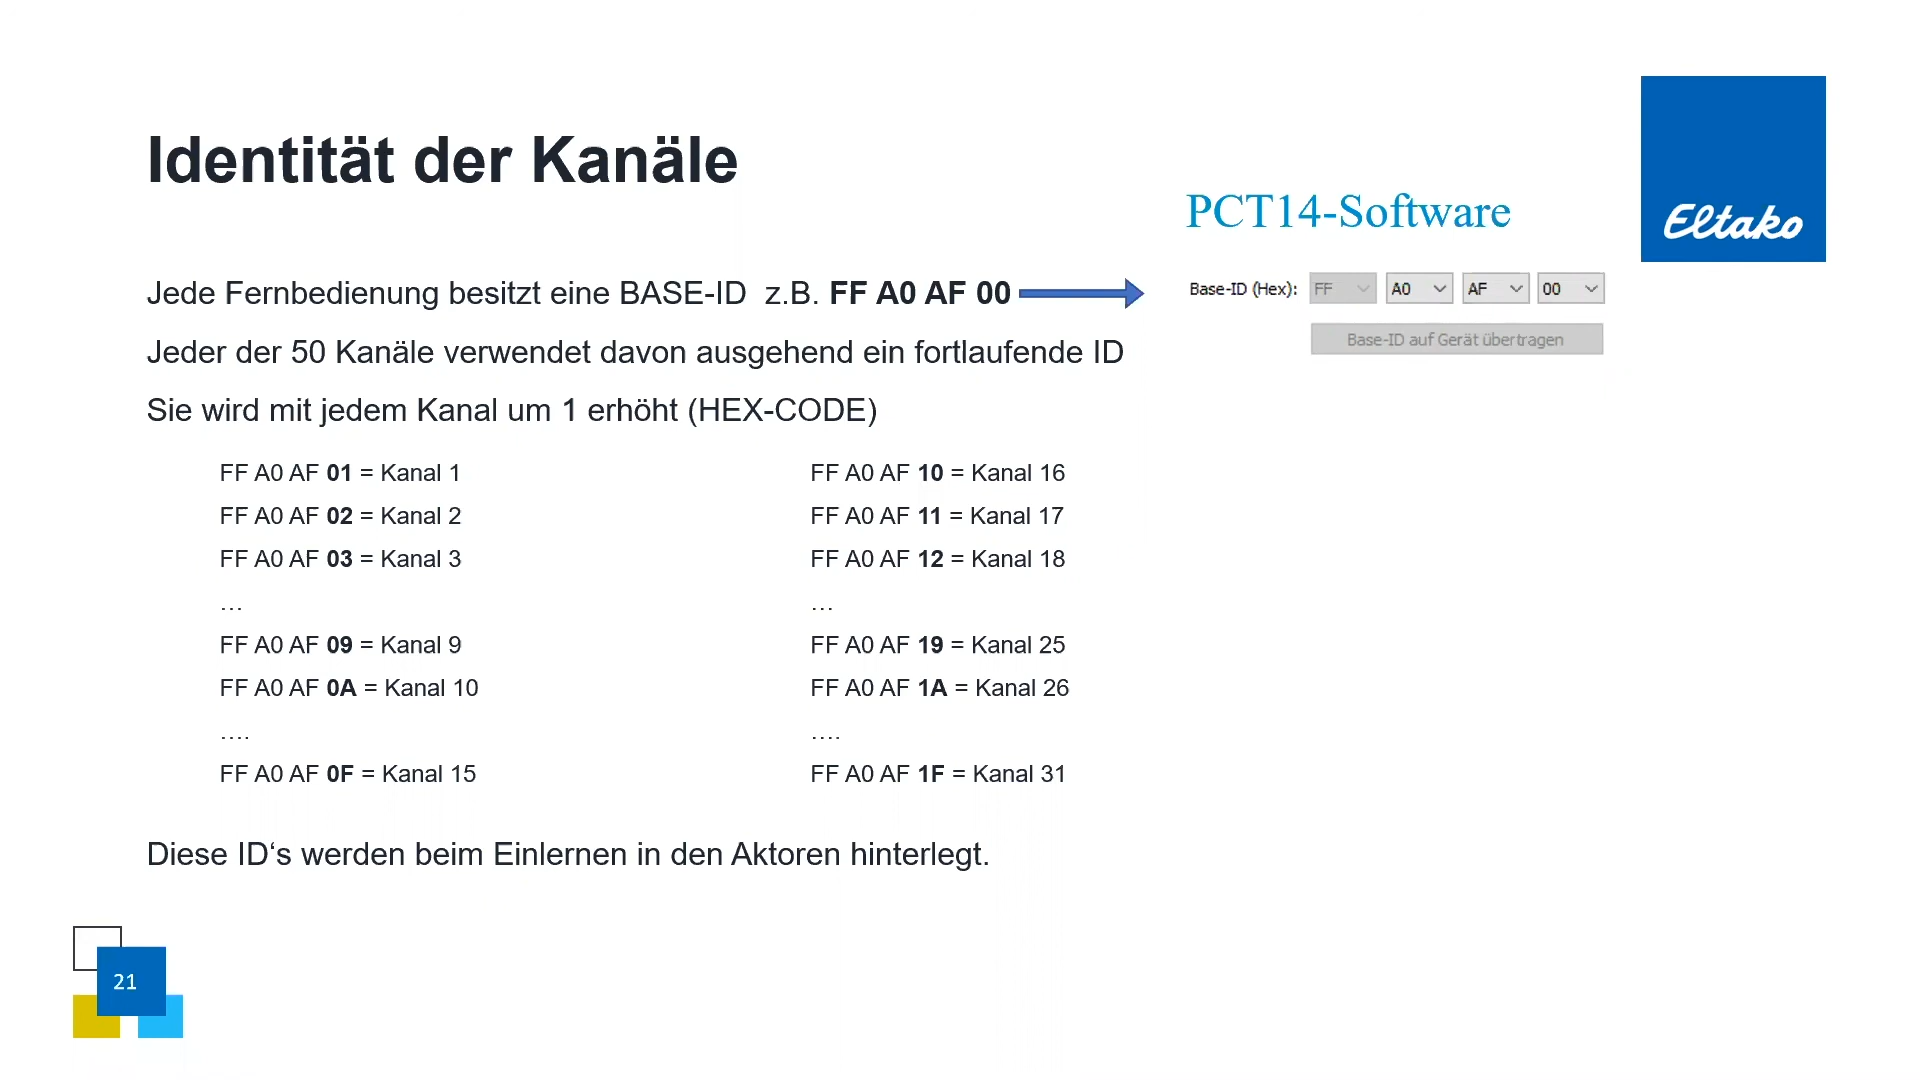 Identität der Kanäle
PCT14-Software
Eltako
Jede Fernbedienung besitzt eine BASE-ID z.B. FF A0 AF 00
Base-ID (Hex): FF A0 AF 00
Base-ID auf Gerät übertragen
Jeder der 50 Kanäle verwendet davon ausgehend ein fortlaufende ID
Sie wird mit jedem Kanal um 1 erhöht (HEX-CODE)
FF A0 AF 01 = Kanal 1
FF A0 AF 02 = Kanal 2
FF A0 AF 03 = Kanal 3
…
FF A0 AF 09 = Kanal 9
FF A0 AF 0A = Kanal 10
….
FF A0 AF 0F = Kanal 15
FF A0 AF 10 = Kanal 16
FF A0 AF 11 = Kanal 17
FF A0 AF 12 = Kanal 18
…
FF A0 AF 19 = Kanal 25
FF A0 AF 1A = Kanal 26
….
FF A0 AF 1F = Kanal 31
Diese ID‘s werden beim Einlernen in den Aktoren hinterlegt.
21